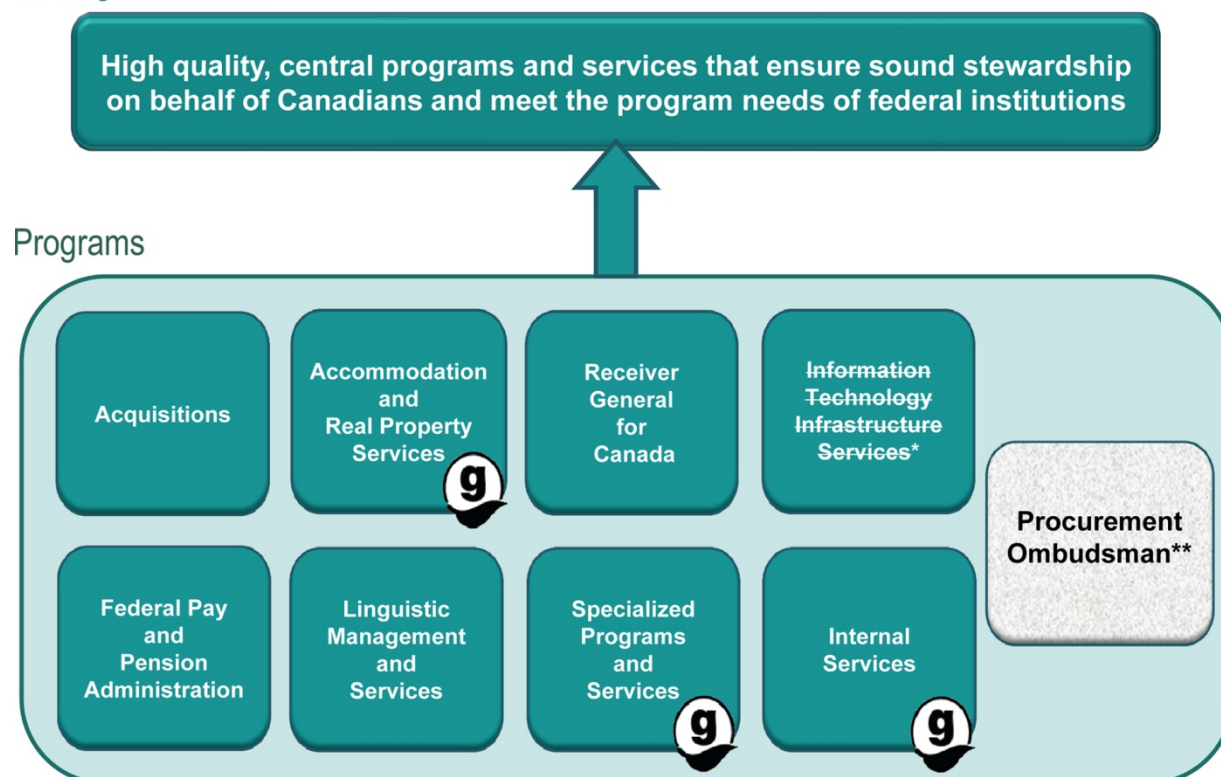 High quality, central programs and services that ensure sound stewardship
on behalf of Canadians and meet the program needs of federal institutions
Programs
Acquisitions
Accommodation
and
Real Property
Services
g
Receiver
General
for
Canada
Information
Technology
Infrastructure
Services*
Procurement
Ombudsman**
Federal Pay
and
Pension
Administration
Linguistic
Management
and
Services
Specialized
Programs
and
Services
g
Internal
Services
g